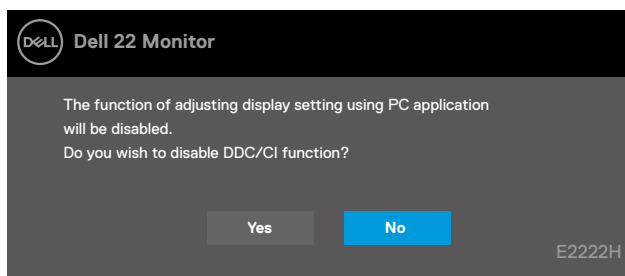 DELL Dell 22 Monitor
The function of adjusting display setting using PC application
will be disabled.
Do you wish to disable DDC/CI function?
Yes No
E2222H